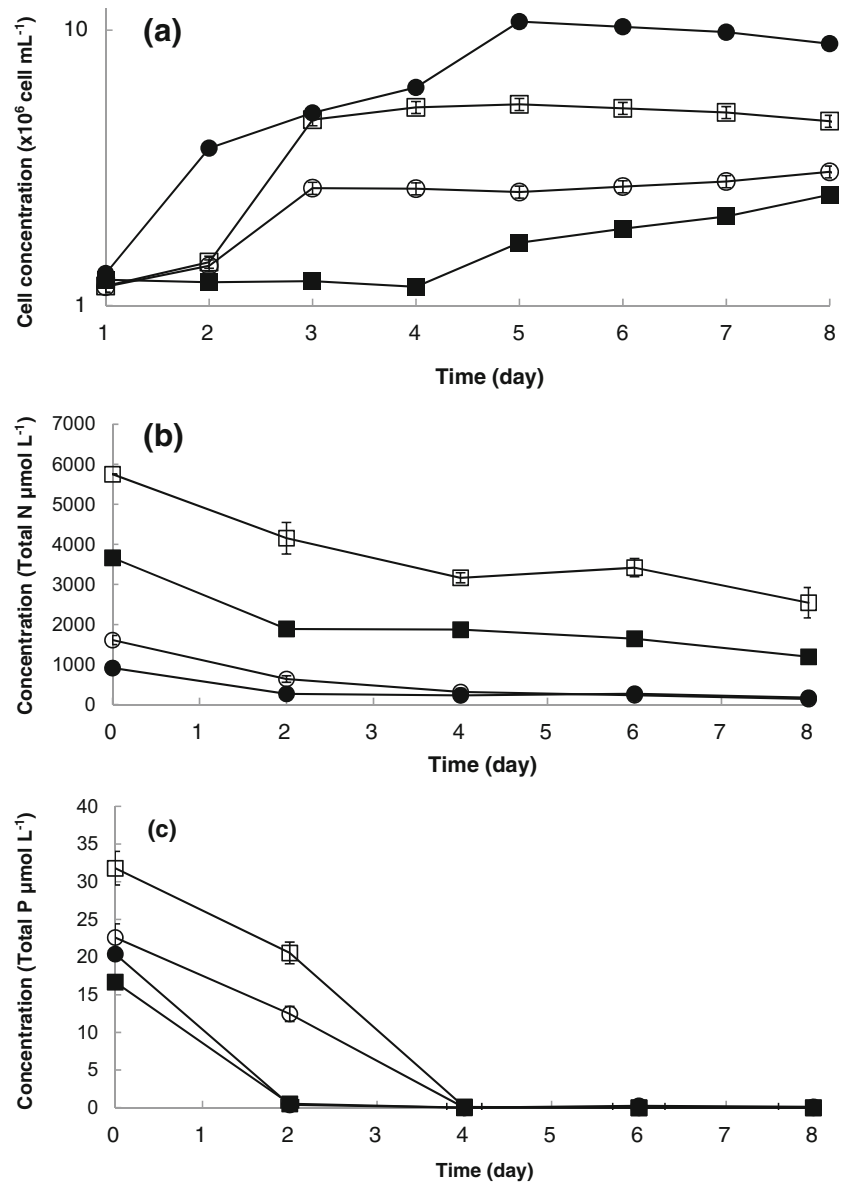 (a)
Cell concentration (x10⁶ cell mL⁻¹)
10
1
1 2 3 4 5 6 7 8
Time (day)
(b)
Concentration (Total N µmol L⁻¹)
7000
6000
5000
4000
3000
2000
1000
0
0 1 2 3 4 5 6 7 8
Time (day)
(c)
Concentration (Total P µmol L⁻¹)
40
35
30
25
20
15
10
5
0
0 1 2 3 4 5 6 7 8
Time (day)